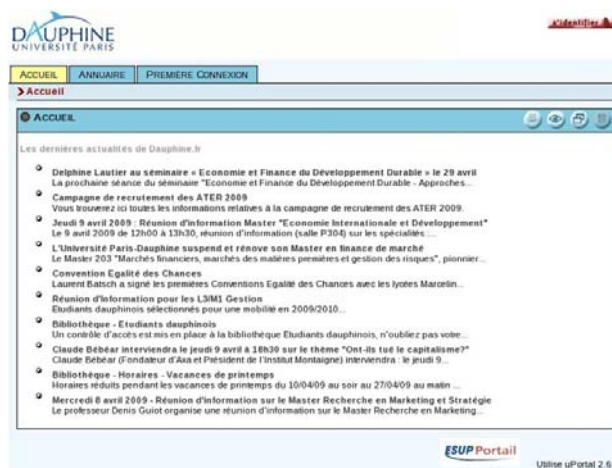 DAUPHINE
UNIVERSITÉ PARIS
s'identifier
ACCUEIL ANNUAIRE PREMIÈRE CONNEXION
Accueil
ACCUEIL
Les dernières actualités de Dauphine.fr
Delphine Lautier au séminaire « Economie et Finance du Développement Durable » le 29 avril
La prochaine séance du séminaire "Economie et Finance du Développement Durable - Approches...
Campagne de recrutement des ATER 2009
Vous trouverez ici toutes les informations relatives à la campagne de recrutement des ATER 2009.
Jeudi 9 avril 2009 : Réunion d'information Master "Economie Internationale et Développement"
Le 9 avril 2009 de 12h00 à 13h30, réunion d'information (salle P304) sur les spécialités :...
L'Université Paris-Dauphine suspend et rénove son Master en finance de marché
Le Master 203 "Marchés financiers, marchés des matières premières et gestion des risques", pionnier...
Convention Egalité des Chances
Laurent Batsch a signé les premières Conventions Egalité des Chances avec les lycées Marcelin...
Réunion d'Information pour les L3/M1 Gestion
Etudiants dauphinois sélectionnés pour une mobilité en 2009/2010...
Bibliothèque - Etudiants dauphinois
Un contrôle d'accès est mis en place à la bibliothèque Etudiants dauphinois, n'oubliez pas votre...
Claude Bébéar interviendra le jeudi 9 avril à 18h30 sur le thème "Ont-ils tué le capitalisme?"
Claude Bébéar (Fondateur d'Axa et Président de l'Institut Montaigne) interviendra : le jeudi 9...
Bibliothèque - Horaires - Vacances de printemps
Horaires réduits pendant les vacances de printemps du 10/04/09 au soir au 27/04/09 au matin ...
Mercredi 8 avril 2009 - Réunion d'information sur le Master Recherche en Marketing et Stratégie
Le professeur Denis Guiot organise une réunion d'information sur le Master Recherche en Marketing...
ESUP Portail
Utilise uPortal 2.6